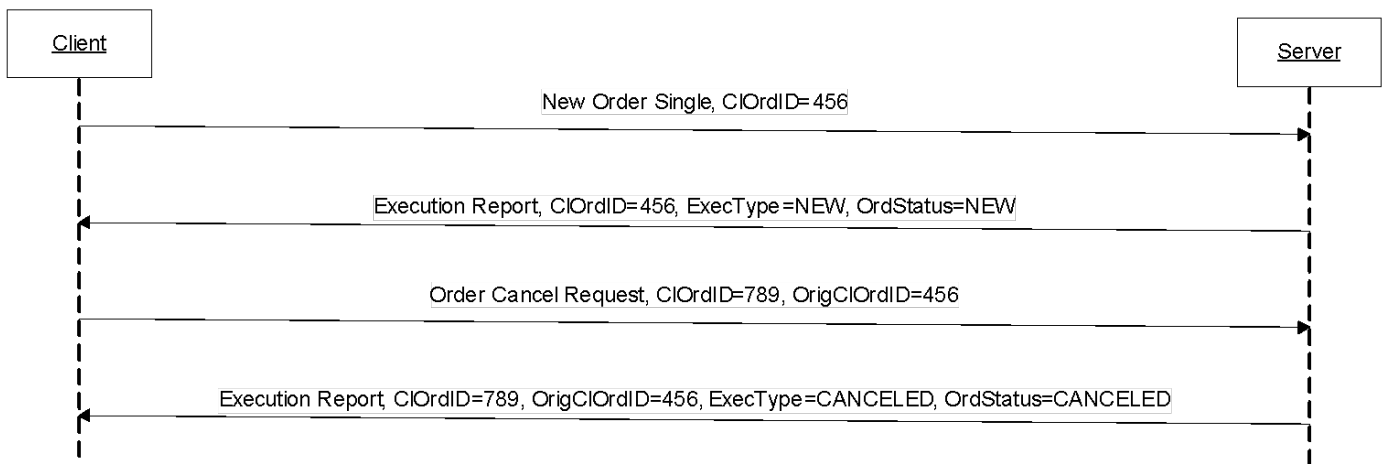 Client
Server
New Order Single, ClOrdID=456
Execution Report, ClOrdID=456, ExecType=NEW, OrdStatus=NEW
Order Cancel Request, ClOrdID=789, OrigClOrdID=456
Execution Report, ClOrdID=789, OrigClOrdID=456, ExecType=CANCELED, OrdStatus=CANCELED